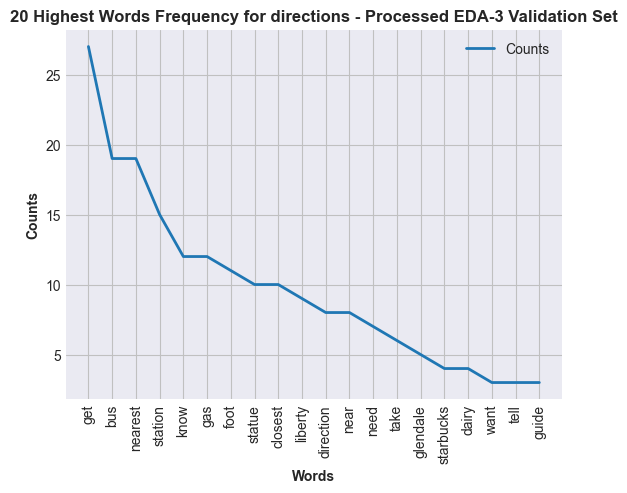 20 Highest Words Frequency for directions - Processed EDA-3 Validation Set
Counts
25
20
15
10
5
Counts
get
bus
nearest
station
know
gas
foot
statue
closest
liberty
direction
near
need
take
glendale
starbucks
dairy
want
tell
guide
Words